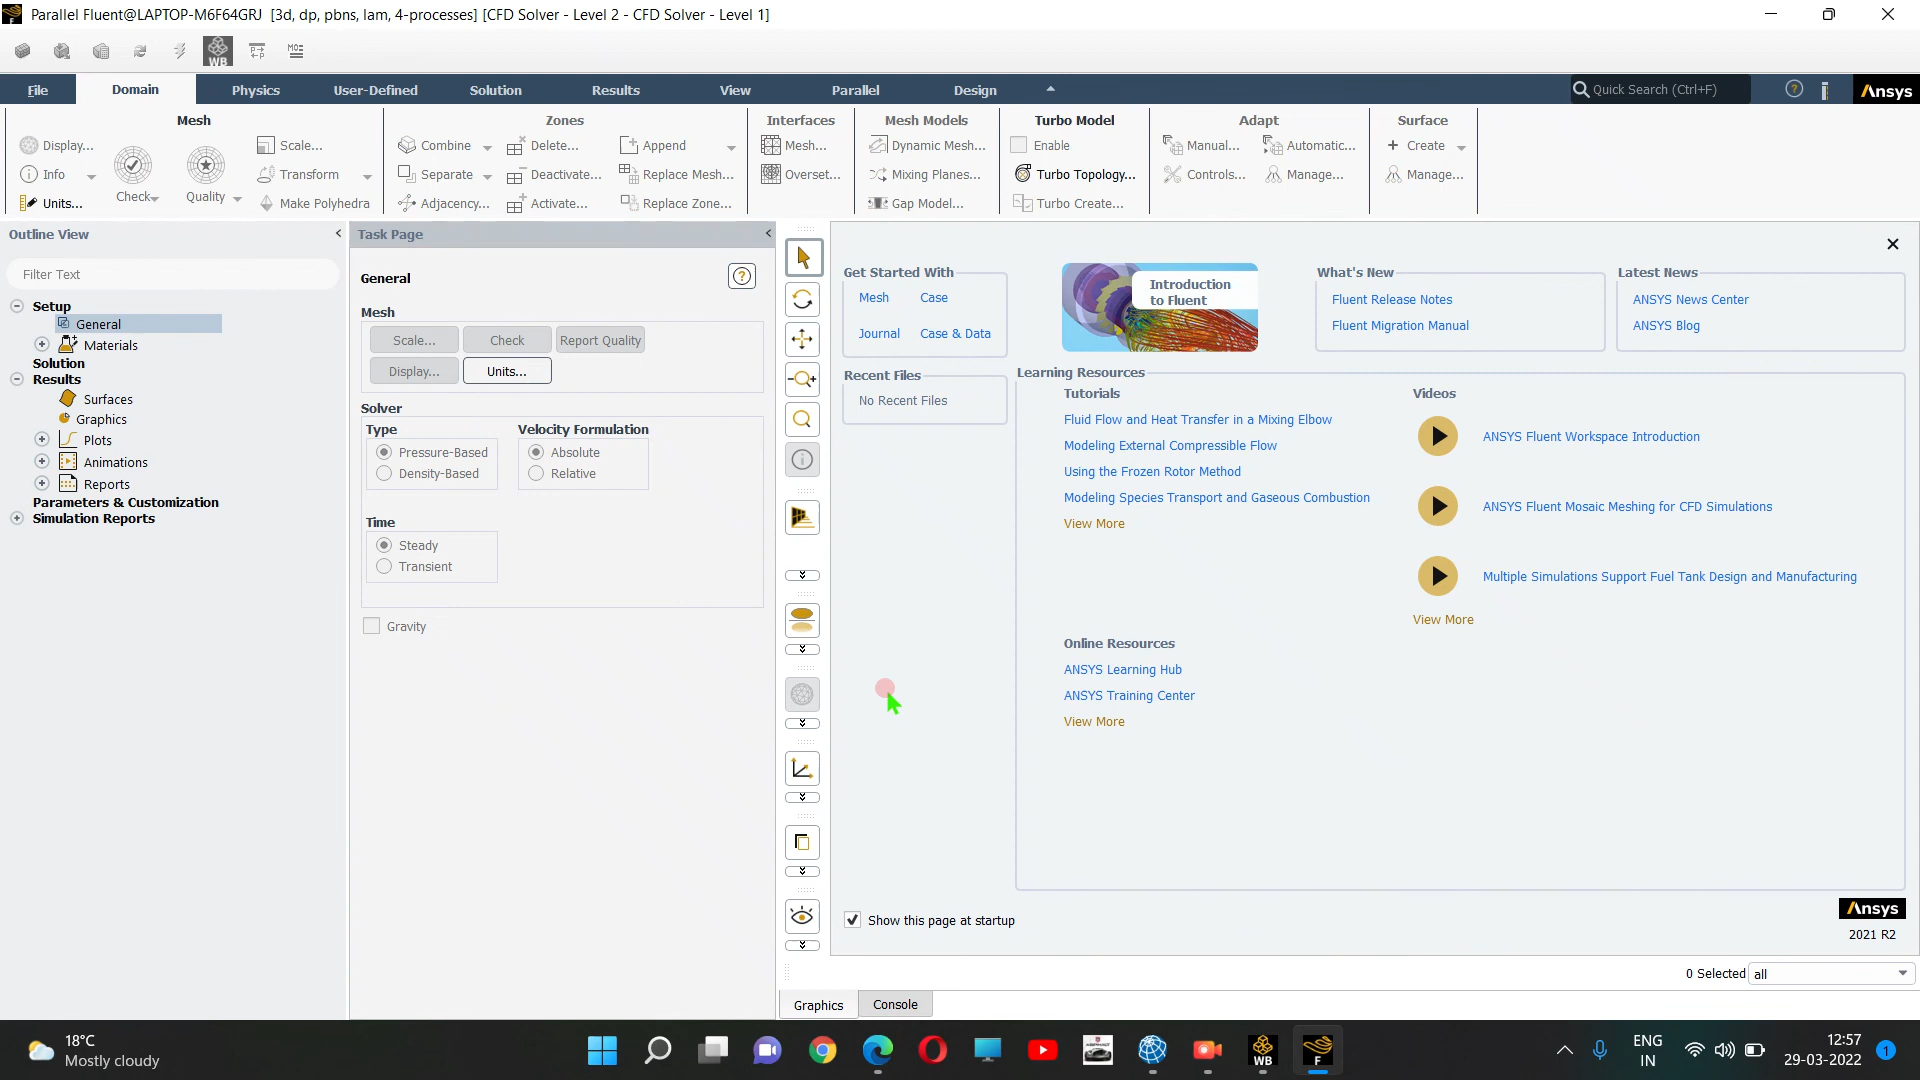 Parallel Fluent@LAPTOP-M6F64GRJ [3d, dp, pbns, lam, 4-processes] [CFD Solver - Level 2 - CFD Solver - Level 1]
WB
File Domain Physics User-Defined Solution Results View Parallel Design Quick Search (Ctrl+F) Ansys
Mesh Zones Interfaces Mesh Models Turbo Model Adapt Surface
Display... Scale... Combine Delete... Append Mesh... Dynamic Mesh... Enable Manual... Automatic... + Create
Info Transform Separate Deactivate... Replace Mesh... Overset... Mixing Planes... Turbo Topology... Controls... Manage... Manage...
Units... Check Quality Make Polyhedra Adjacency... Activate... Replace Zone... Gap Model... Turbo Create...
Outline View
Filter Text
Setup
General
Materials
Solution
Results
Surfaces
Graphics
Plots
Animations
Reports
Parameters & Customization
Simulation Reports
Task Page
General
Mesh
Scale... Check Report Quality
Display... Units...
Solver
Type Velocity Formulation
Pressure-Based Absolute
Density-Based Relative
Time
Steady
Transient
Gravity
Get Started With
Mesh Case
Journal Case & Data
Recent Files
No Recent Files
Introduction
to Fluent
What's New
Fluent Release Notes
Fluent Migration Manual
Latest News
ANSYS News Center
ANSYS Blog
Learning Resources
Tutorials
Fluid Flow and Heat Transfer in a Mixing Elbow
Modeling External Compressible Flow
Using the Frozen Rotor Method
Modeling Species Transport and Gaseous Combustion
View More
Videos
ANSYS Fluent Workspace Introduction
ANSYS Fluent Mosaic Meshing for CFD Simulations
Multiple Simulations Support Fuel Tank Design and Manufacturing
View More
Online Resources
ANSYS Learning Hub
ANSYS Training Center
View More
Show this page at startup
Ansys
2021 R2
0 Selected all
Graphics Console
18°C
Mostly cloudy
WB
F
ENG
IN
12:57
29-03-2022
1